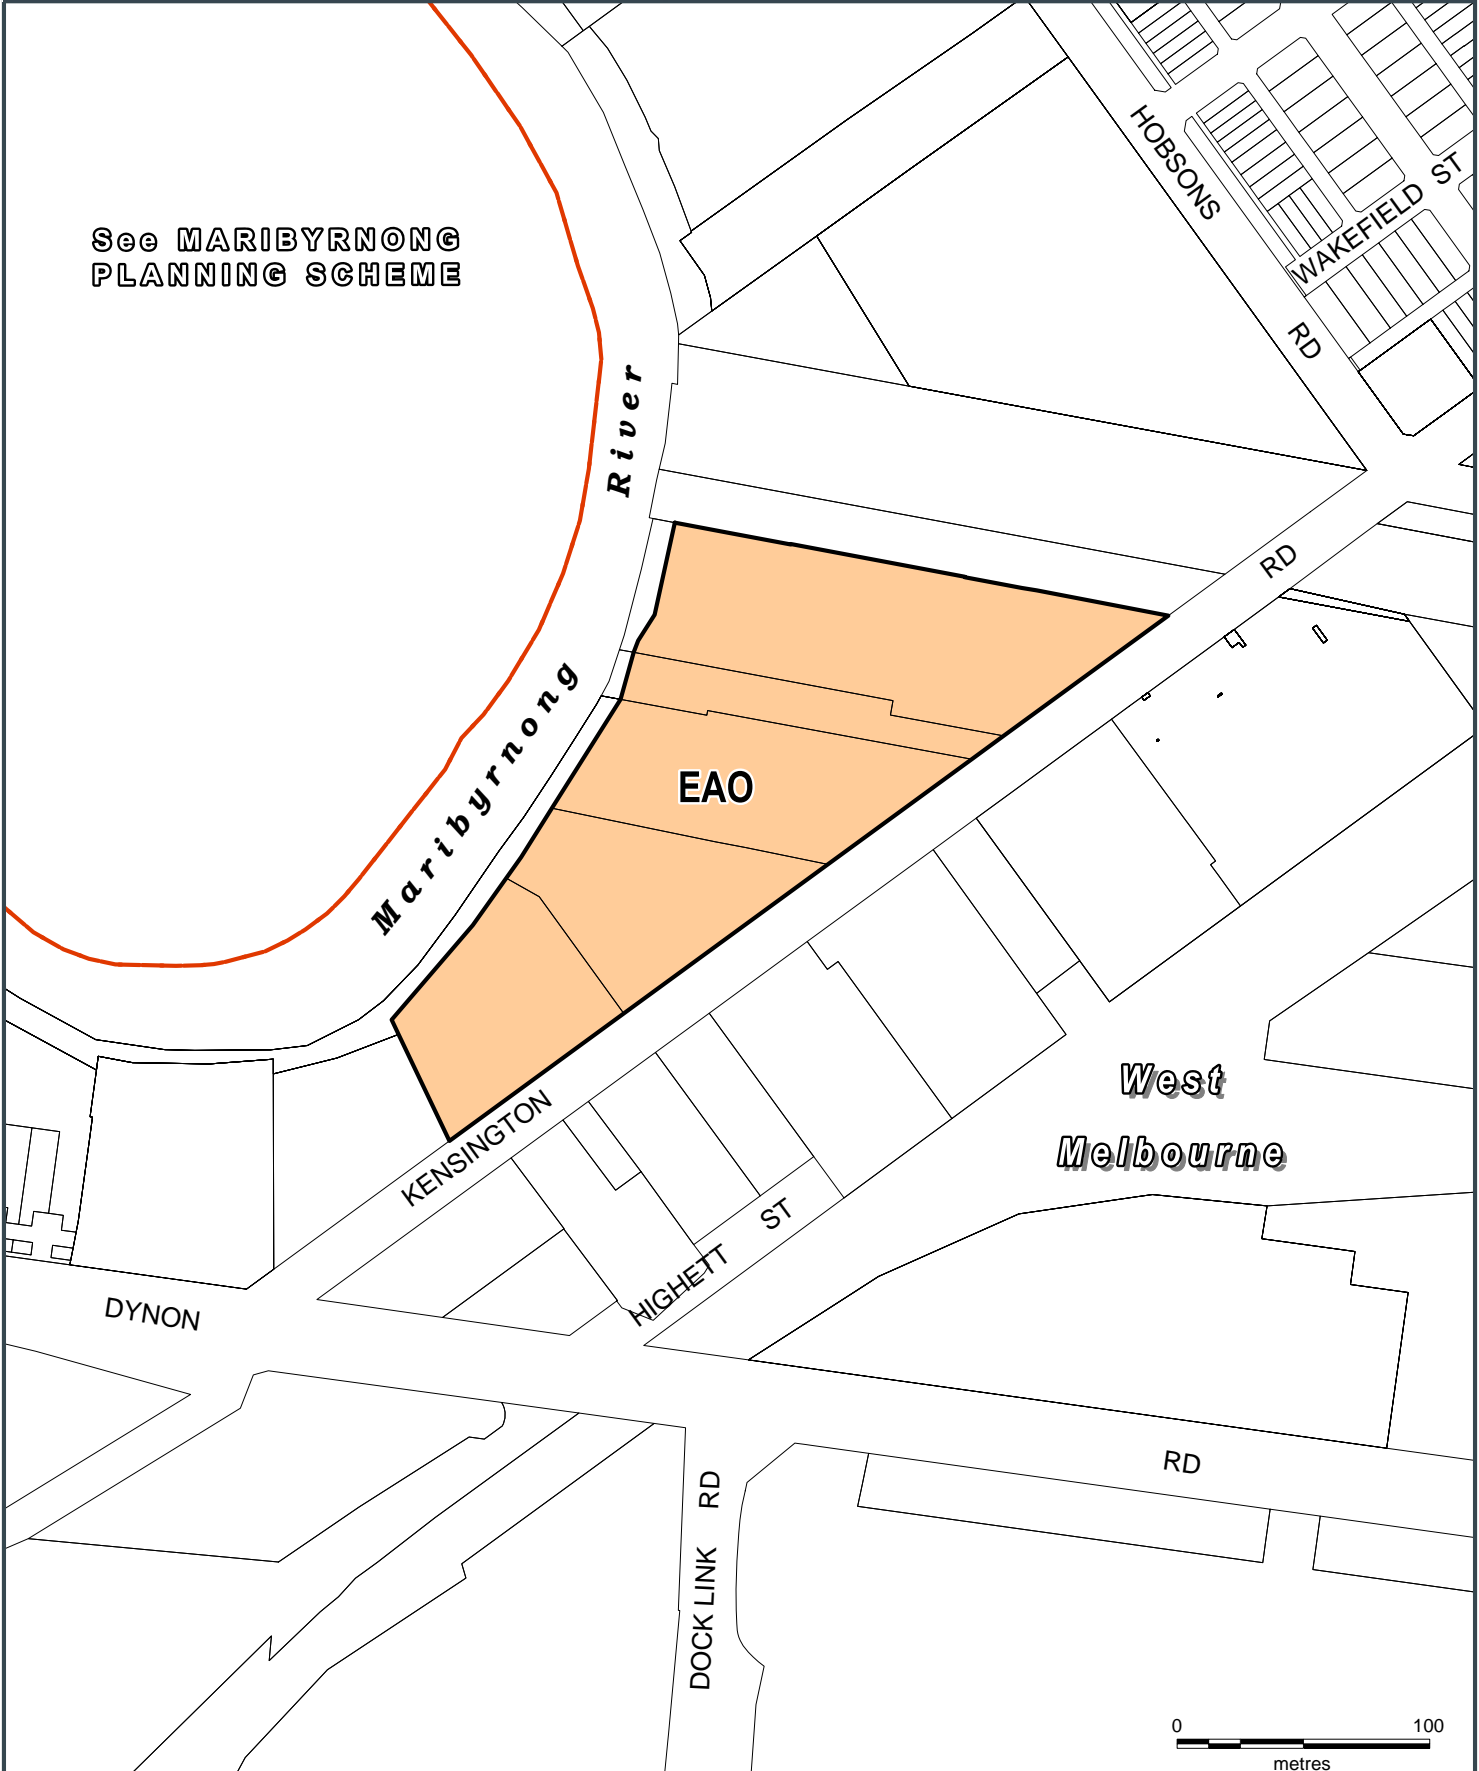 HOBSONS
RD
WAKEFIELD ST
See MARIBYRNONG
PLANNING SCHEME
Maribyrnong River
EAO
KENSINGTON
RD
West
Melbourne
HIGHETT ST
DYNON
RD
DOCK LINK RD
0 100
metres